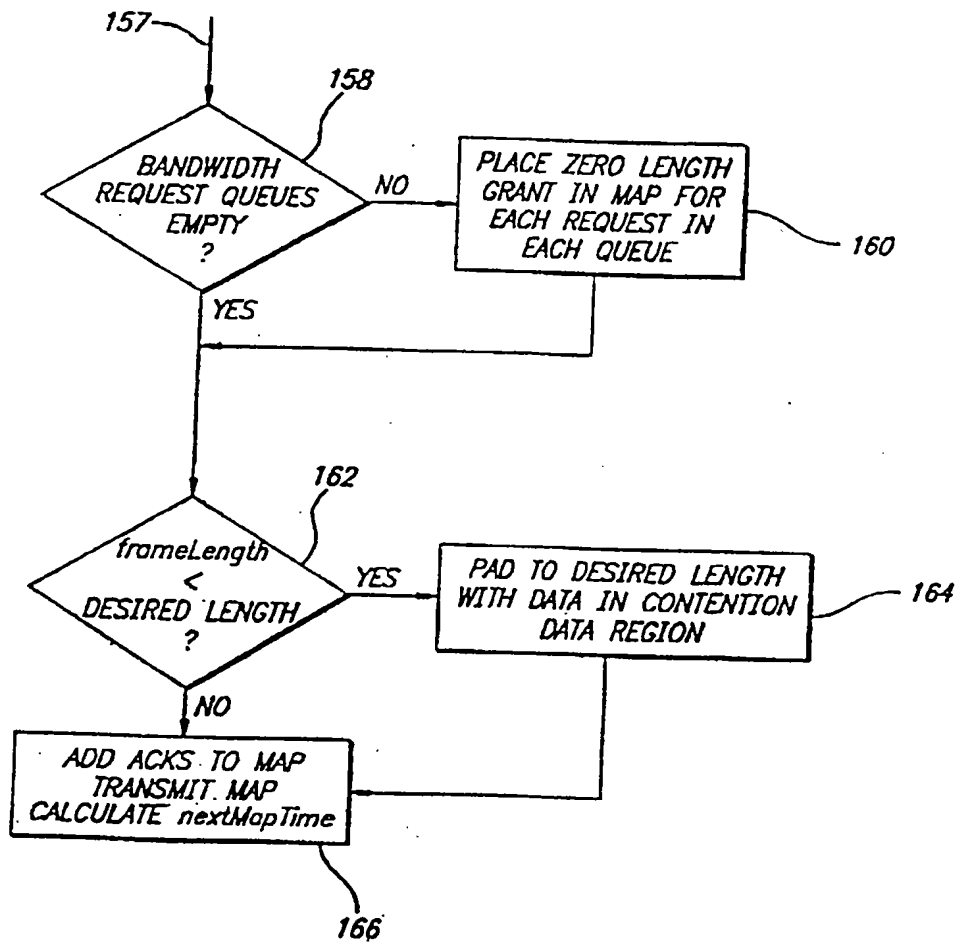 157
158
BANDWIDTH
REQUEST QUEUES
EMPTY
?
NO
PLACE ZERO LENGTH
GRANT IN MAP FOR
EACH REQUEST IN
EACH QUEUE
160
YES
162
frameLength
<
DESIRED LENGTH
?
YES
PAD TO DESIRED LENGTH
WITH DATA IN CONTENTION
DATA REGION
164
NO
ADD ACKS TO MAP
TRANSMIT MAP
CALCULATE nextMapTime
166